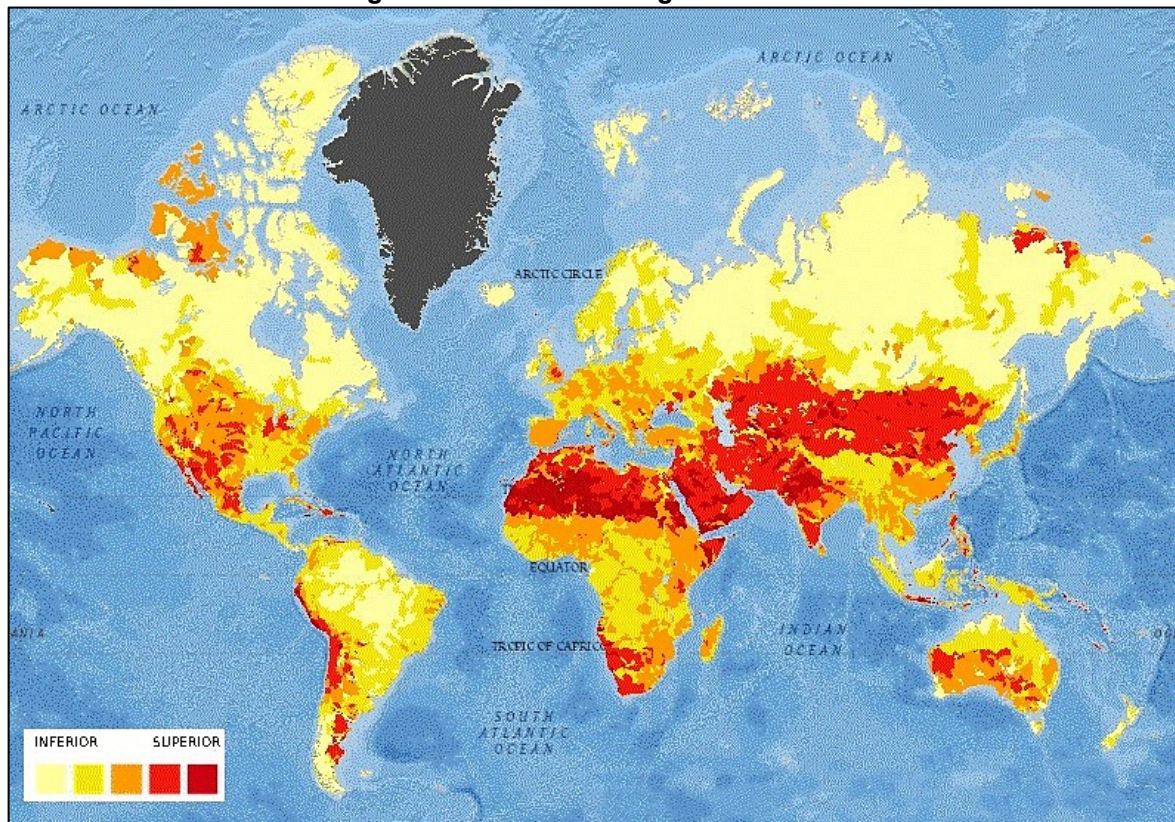 ARCTIC OCEAN
ARCTIC OCEAN
ARCTIC CIRCLE
NORTH
PACIFIC
OCEAN
NORTH
ATLANTIC
OCEAN
EQUATOR
INDIAN
OCEAN
TROPIC OF CAPRICO
SOUTH
ATLANTIC
OCEAN
INFERIOR SUPERIOR